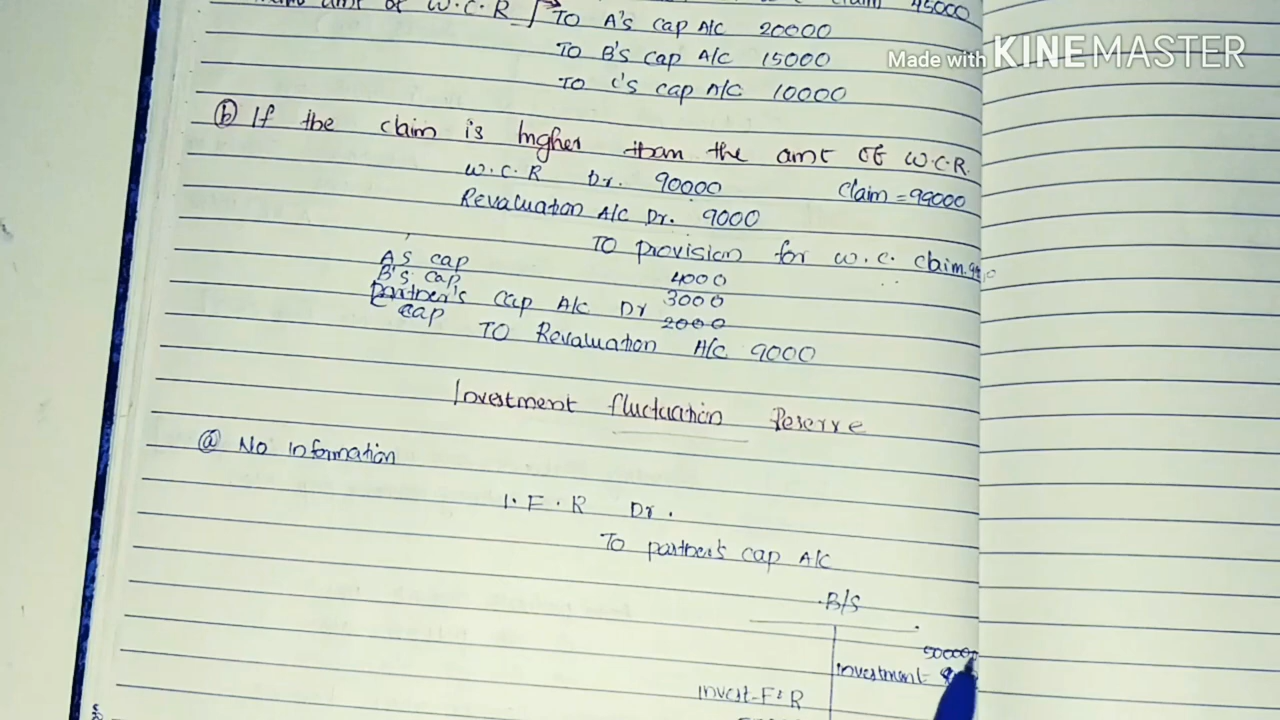 amt of W.C.R claim 45000
To A's cap A/c 20000
Made with KINEMASTER
To B's cap A/c 15000
To C's cap A/c 10000
(b) If the claim is higher than the amt of W.C.R.
W.C.R Dr. 90000 Claim = 99000
Revaluation A/c Dr. 9000
To provision for W.C. claim.
A's cap 4000
B's cap 3000
Partner's cap A/c Dr
C cap 2000
To Revaluation A/c 9000
Investment fluctuation Reserve
(a) No information
I.F.R Dr.
To partner's cap A/c
B/S
50000
Investment
Invest-F.R